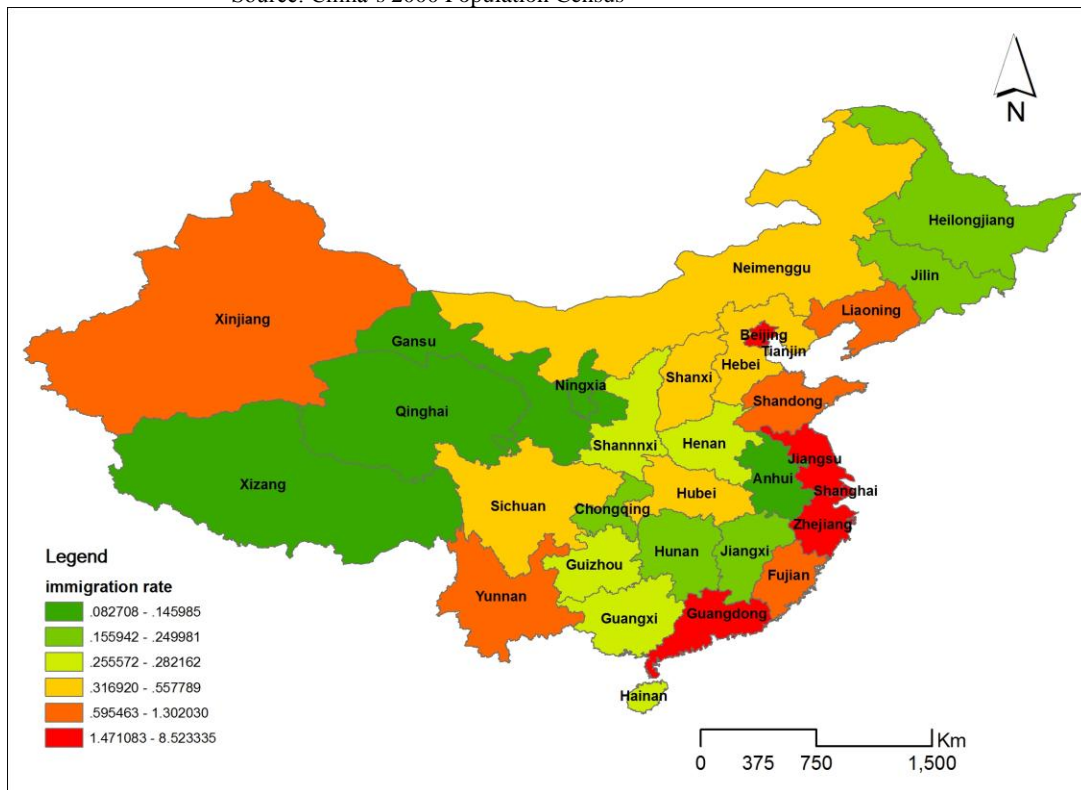 Source: China's 2000 Population Census
N
Heilongjiang
Neimenggu
Jilin
Xinjiang
Liaoning
Beijing
Gansu
Tianjin
Hebei
Shanxi
Ningxia
Shandong
Qinghai
Shannnxi
Henan
Jiangsu
Anhui
Xizang
Shanghai
Sichuan
Hubei
Chongqing
Zhejiang
Hunan
Jiangxi
Guizhou
Fujian
Yunnan
Guangxi
Guangdong
Hainan
Legend
immigration rate
.082708 - .145985
.155942 - .249981
.255572 - .282162
.316920 - .557789
.595463 - 1.302030
1.471083 - 8.523335
Km
0 375 750 1,500